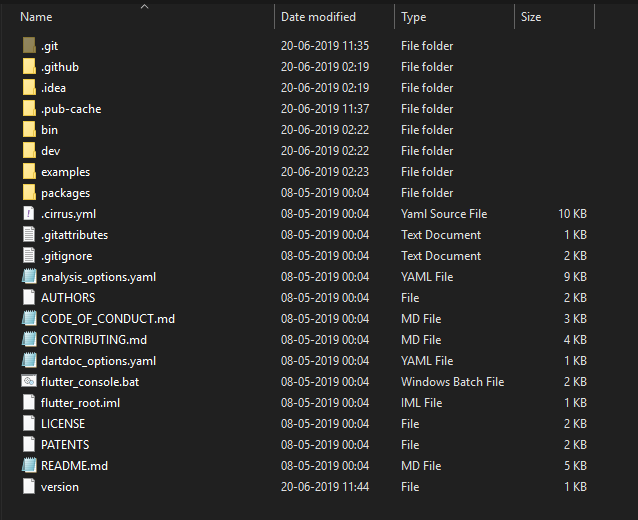 Name Date modified Type Size
.git 20-06-2019 11:35 File folder
.github 20-06-2019 02:19 File folder
.idea 20-06-2019 02:19 File folder
.pub-cache 20-06-2019 11:37 File folder
bin 20-06-2019 02:22 File folder
dev 20-06-2019 02:22 File folder
examples 20-06-2019 02:23 File folder
packages 08-05-2019 00:04 File folder
.cirrus.yml 08-05-2019 00:04 Yaml Source File 10 KB
.gitattributes 08-05-2019 00:04 Text Document 1 KB
.gitignore 08-05-2019 00:04 Text Document 2 KB
analysis_options.yaml 08-05-2019 00:04 YAML File 9 KB
AUTHORS 08-05-2019 00:04 File 2 KB
CODE_OF_CONDUCT.md 08-05-2019 00:04 MD File 3 KB
CONTRIBUTING.md 08-05-2019 00:04 MD File 4 KB
dartdoc_options.yaml 08-05-2019 00:04 YAML File 1 KB
flutter_console.bat 08-05-2019 00:04 Windows Batch File 2 KB
flutter_root.iml 08-05-2019 00:04 IML File 1 KB
LICENSE 08-05-2019 00:04 File 2 KB
PATENTS 08-05-2019 00:04 File 2 KB
README.md 08-05-2019 00:04 MD File 5 KB
version 20-06-2019 11:44 File 1 KB